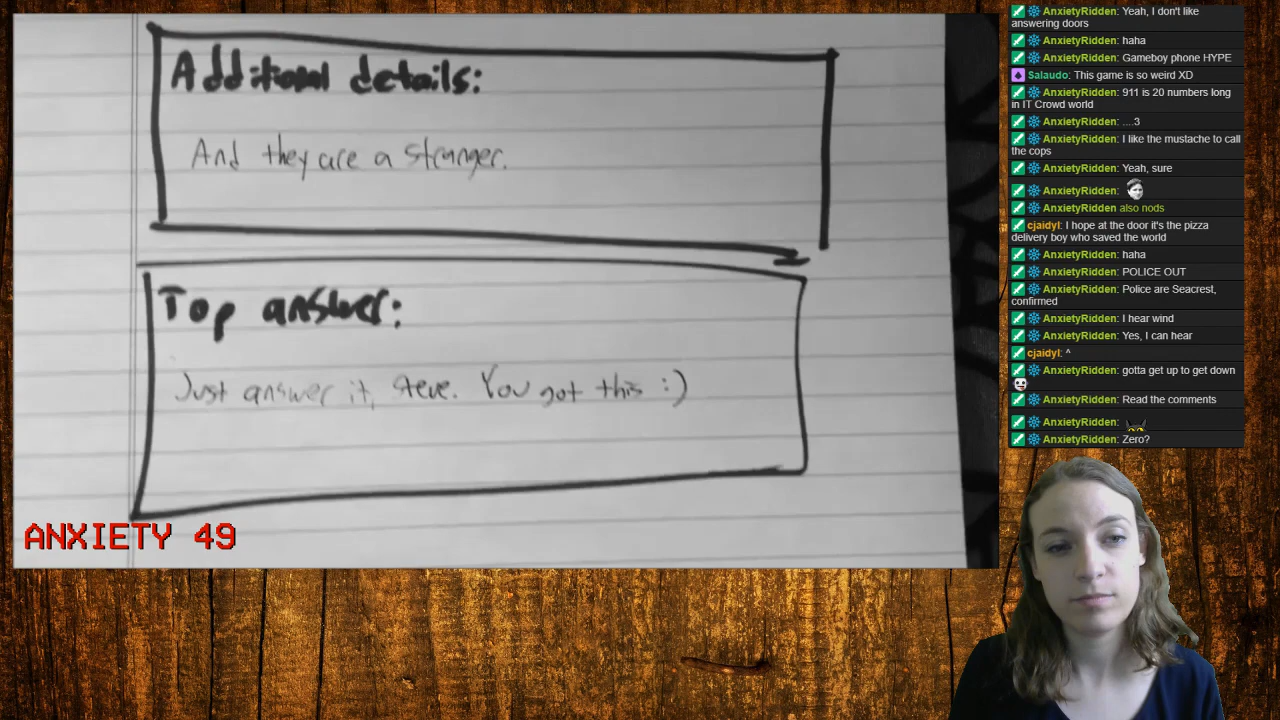 Additional details:
And they are a stranger.
Top answer:
Just answer it, Steve. You got this :)
ANXIETY 49
AnxietyRidden: Yeah, I don't like
answering doors
AnxietyRidden: haha
AnxietyRidden: Gameboy phone HYPE
Salaudo: This game is so weird XD
AnxietyRidden: 911 is 20 numbers long
in IT Crowd world
AnxietyRidden: ....3
AnxietyRidden: I like the mustache to call
the cops
AnxietyRidden: Yeah, sure
AnxietyRidden:
AnxietyRidden also nods
cjaidyl: I hope at the door it's the pizza
delivery boy who saved the world
AnxietyRidden: haha
AnxietyRidden: POLICE OUT
AnxietyRidden: Police are Seacrest,
confirmed
AnxietyRidden: I hear wind
AnxietyRidden: Yes, I can hear
cjaidyl: ^
AnxietyRidden: gotta get up to get down
AnxietyRidden: Read the comments
AnxietyRidden:
AnxietyRidden: Zero?